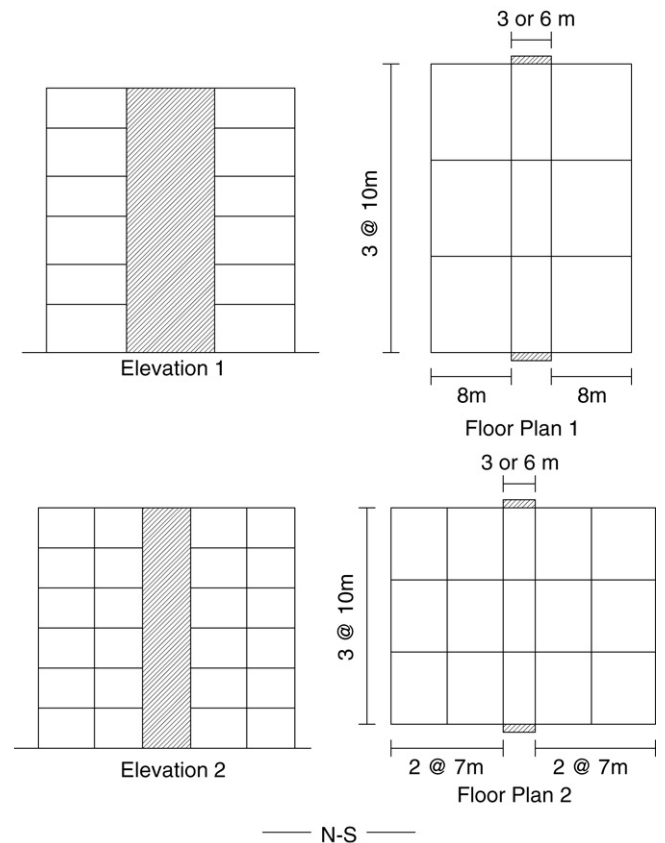 3 or 6 m
3 @ 10m
Elevation 1
8m
8m
Floor Plan 1
3 or 6 m
3 @ 10m
Elevation 2
2 @ 7m
2 @ 7m
Floor Plan 2
N-S